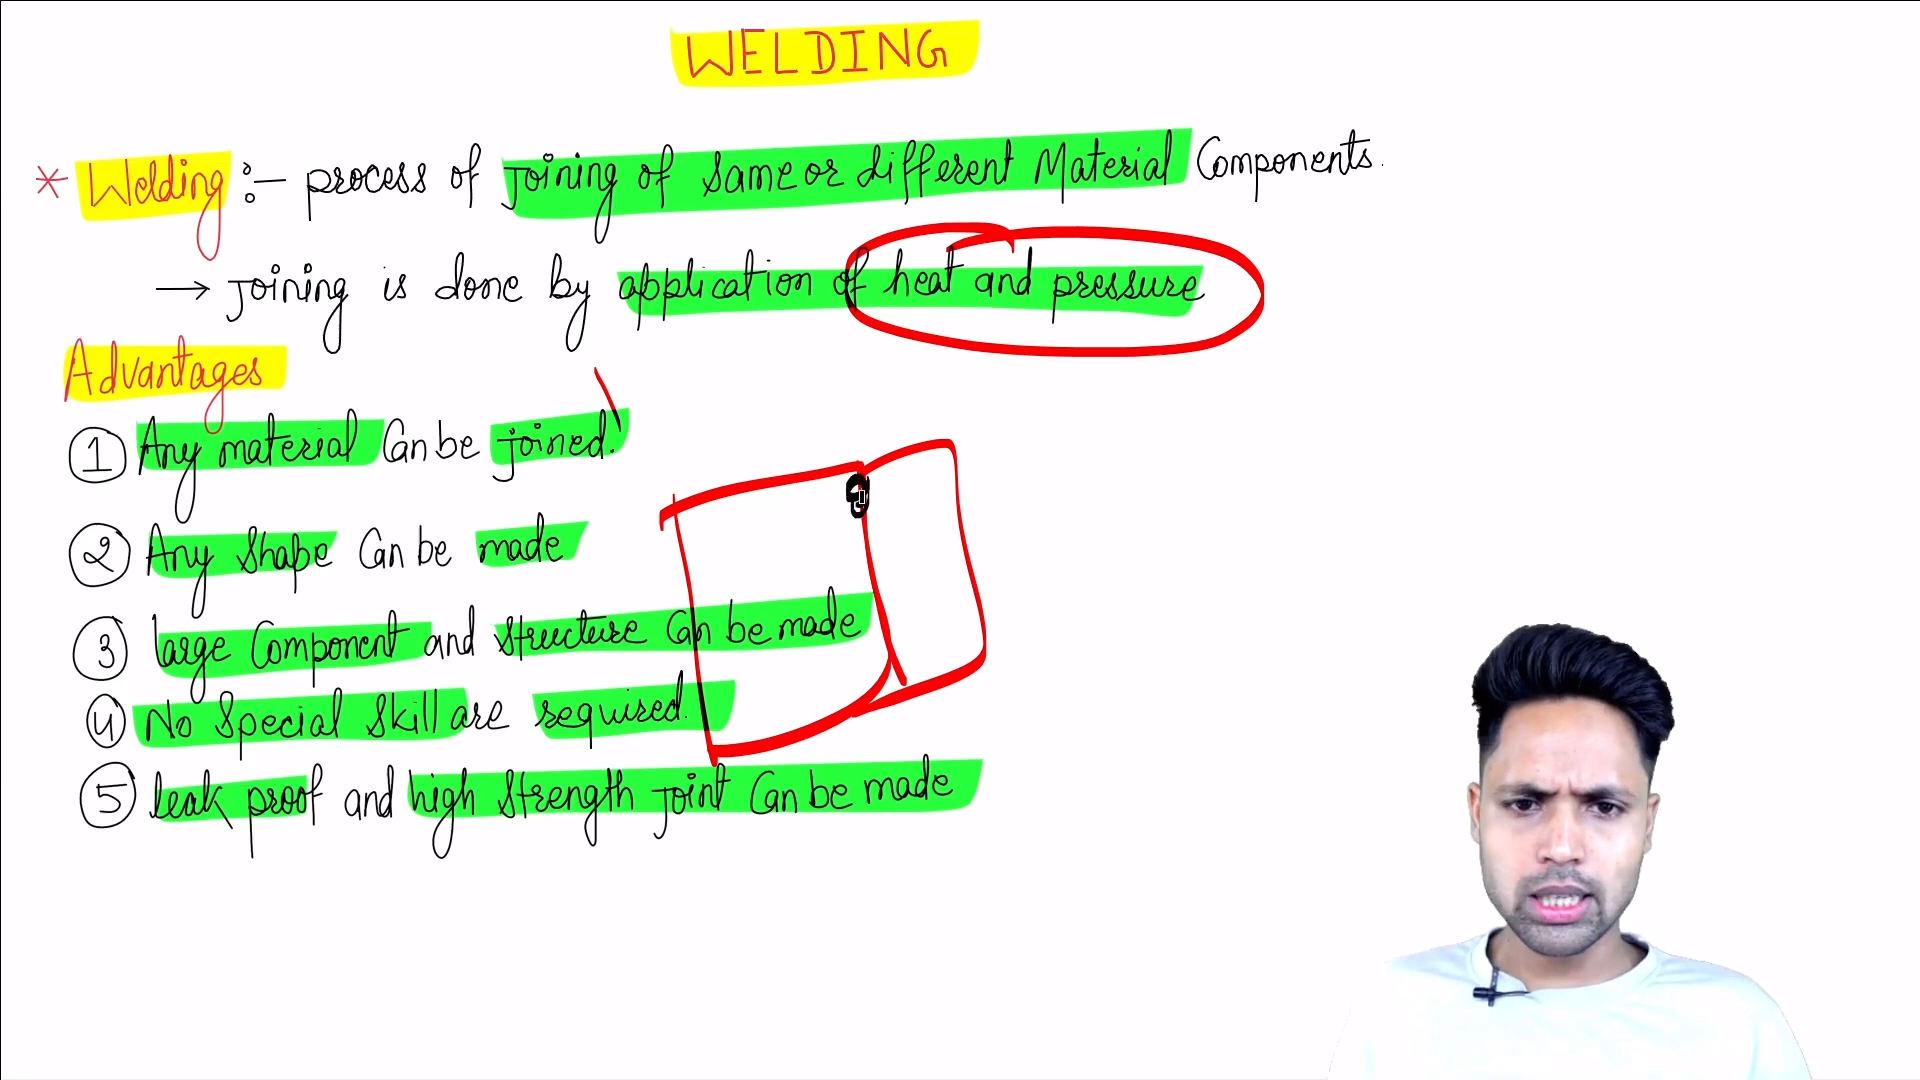 WELDING
* Welding :- process of joining of same or different Material Components.
→ joining is done by application of heat and pressure
Advantages
① Any material Can be joined.
② Any shape Can be made
③ large Component and structure Can be made
④ No special skill are required.
⑤ leak proof and high strength joint Can be made